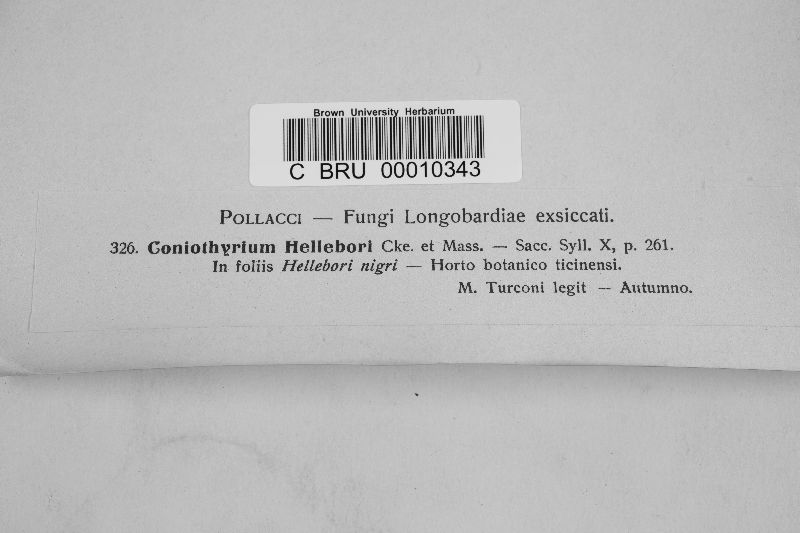 Brown University Herbarium
C BRU 00010343
POLLACCI — Fungi Longobardiae exsiccati.
326. Coniothyrium Hellebori Cke. et Mass. — Sacc. Syll. X, p. 261.
In foliis Hellebori nigri — Horto botanico ticinensi.
M. Turconi legit — Autumno.